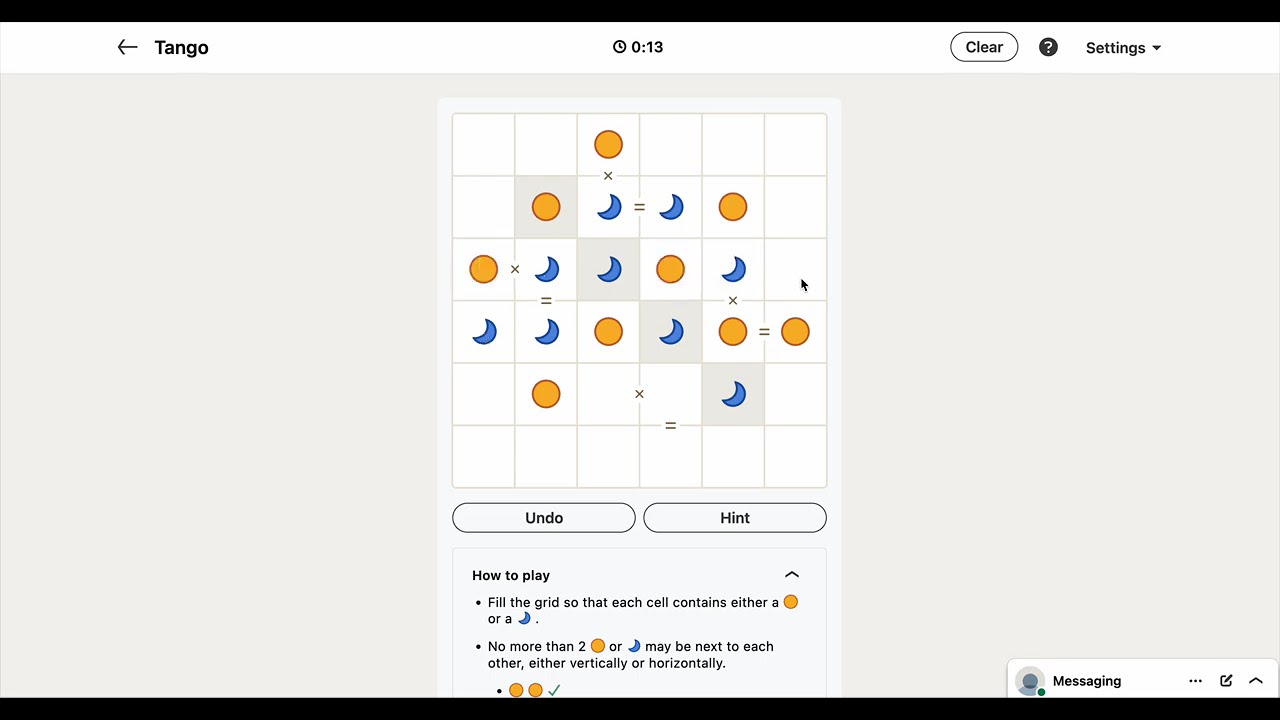 Tango
0:13
Clear
?
Settings
×
=
×
=
×
=
×
=
Undo
Hint
How to play
• Fill the grid so that each cell contains either a
or a .
• No more than 2 or may be next to each
other, either vertically or horizontally.
• ✓
Messaging